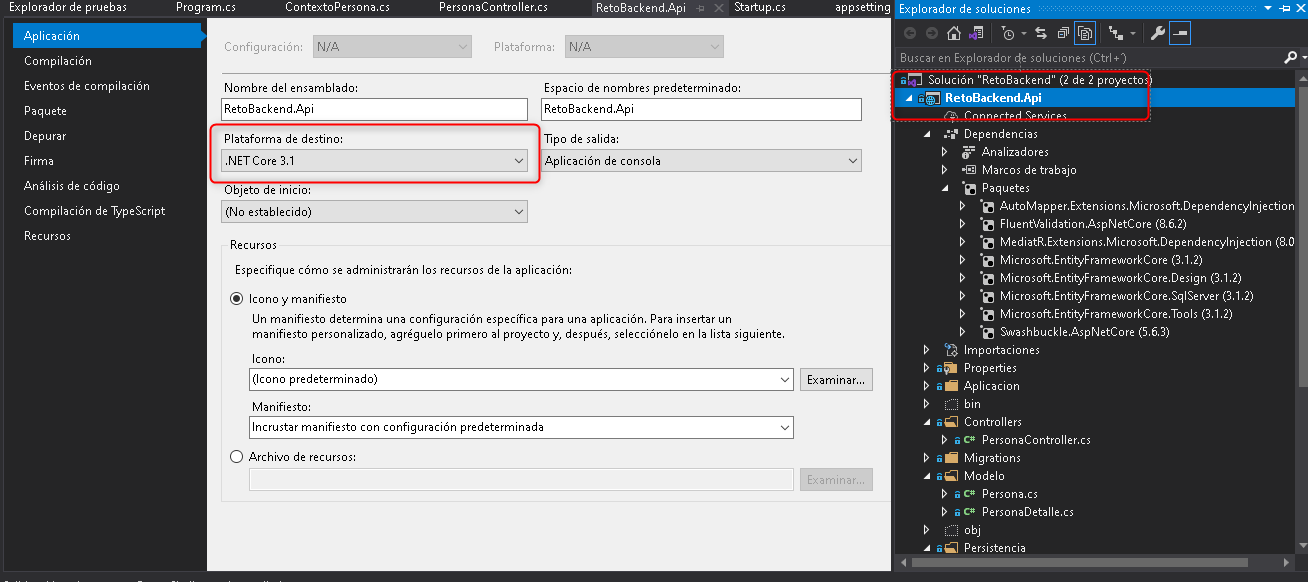 Explorador de pruebas
Program.cs
ContextoPersona.cs
PersonaController.cs
RetoBackend.Api
Startup.cs
appsetting
Aplicación
Compilación
Eventos de compilación
Paquete
Depurar
Firma
Análisis de código
Compilación de TypeScript
Recursos
Configuración:
N/A
Plataforma:
N/A
Nombre del ensamblado:
Espacio de nombres predeterminado:
RetoBackend.Api
RetoBackend.Api
Plataforma de destino:
Tipo de salida:
.NET Core 3.1
Aplicación de consola
Objeto de inicio:
(No establecido)
Recursos
Especifique cómo se administrarán los recursos de la aplicación:
Icono y manifiesto
Un manifiesto determina una configuración específica para una aplicación. Para insertar un
manifiesto personalizado, agréguelo primero al proyecto y, después, selecciónelo en la lista siguiente.
Icono:
(Icono predeterminado)
Examinar...
Manifiesto:
Incrustar manifiesto con configuración predeterminada
Archivo de recursos:
Examinar...
Explorador de soluciones
Buscar en Explorador de soluciones (Ctrl+´)
Solución "RetoBackend" (2 de 2 proyectos)
RetoBackend.Api
Connected Services
Dependencias
Analizadores
Marcos de trabajo
Paquetes
AutoMapper.Extensions.Microsoft.DependencyInjection
FluentValidation.AspNetCore (8.6.2)
MediatR.Extensions.Microsoft.DependencyInjection (8.0
Microsoft.EntityFrameworkCore (3.1.2)
Microsoft.EntityFrameworkCore.Design (3.1.2)
Microsoft.EntityFrameworkCore.SqlServer (3.1.2)
Microsoft.EntityFrameworkCore.Tools (3.1.2)
Swashbuckle.AspNetCore (5.6.3)
Importaciones
Properties
Aplicacion
bin
Controllers
C# PersonaController.cs
Migrations
Modelo
C# Persona.cs
C# PersonaDetalle.cs
obj
Persistencia